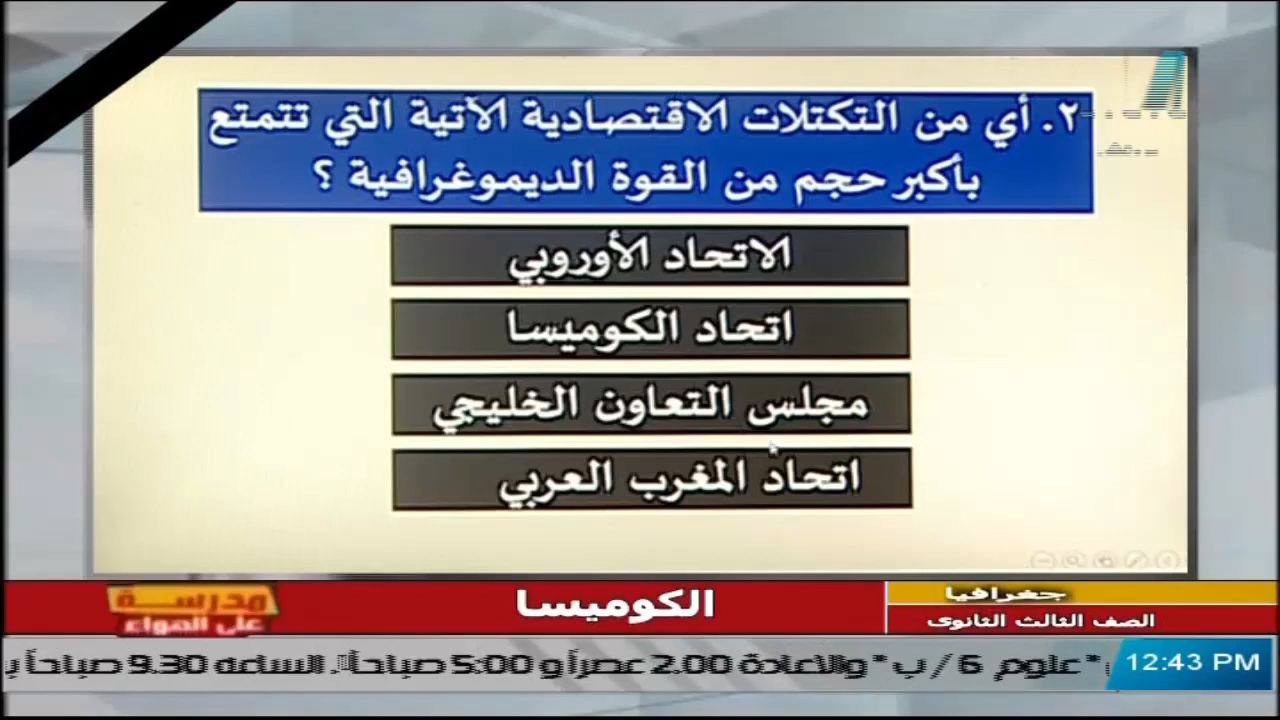 ٢. أي من التكتلات الاقتصادية الآتية التي تتمتع
بأكبر حجم من القوة الديموغرافية ؟
الاتحاد الأوروبي
اتحاد الكوميسا
مجلس التعاون الخليجي
اتحاد المغرب العربي
جغرافيا
الصف الثالث الثانوى
الكوميسا
مدرسة
على الهواء
" علوم 6 / ب " والاعادة 2.00 عصراً و 5:00 صباحاً . الساعه 9.30 صباحاً
12:43 PM